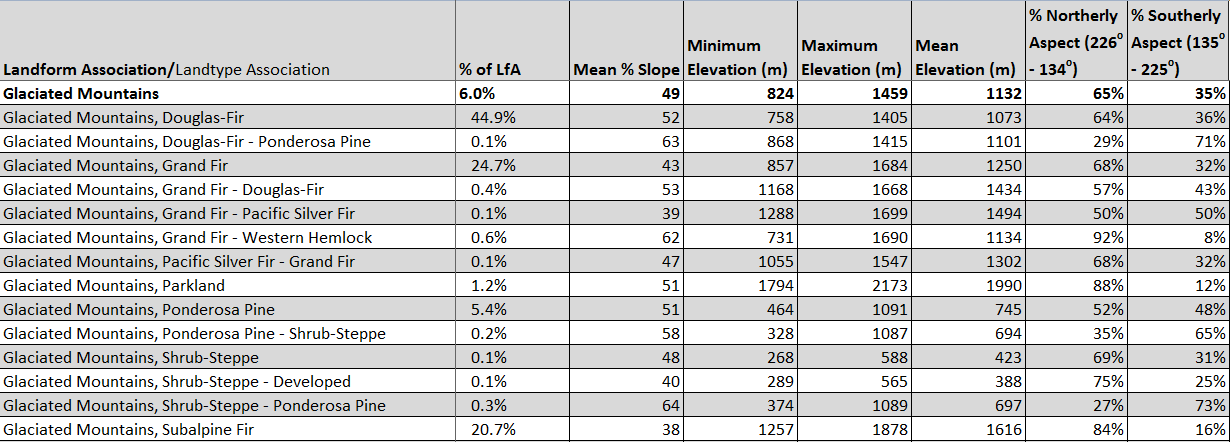 Landform Association/Landtype Association % of LfA Mean % Slope Minimum Elevation (m) Maximum Elevation (m) Mean Elevation (m) % Northerly Aspect (226o - 134o) % Southerly Aspect (135o - 225o)
Glaciated Mountains 6.0% 49 824 1459 1132 65% 35%
Glaciated Mountains, Douglas-Fir 44.9% 52 758 1405 1073 64% 36%
Glaciated Mountains, Douglas-Fir - Ponderosa Pine 0.1% 63 868 1415 1101 29% 71%
Glaciated Mountains, Grand Fir 24.7% 43 857 1684 1250 68% 32%
Glaciated Mountains, Grand Fir - Douglas-Fir 0.4% 53 1168 1668 1434 57% 43%
Glaciated Mountains, Grand Fir - Pacific Silver Fir 0.1% 39 1288 1699 1494 50% 50%
Glaciated Mountains, Grand Fir - Western Hemlock 0.6% 62 731 1690 1134 92% 8%
Glaciated Mountains, Pacific Silver Fir - Grand Fir 0.1% 47 1055 1547 1302 68% 32%
Glaciated Mountains, Parkland 1.2% 51 1794 2173 1990 88% 12%
Glaciated Mountains, Ponderosa Pine 5.4% 51 464 1091 745 52% 48%
Glaciated Mountains, Ponderosa Pine - Shrub-Steppe 0.2% 58 328 1087 694 35% 65%
Glaciated Mountains, Shrub-Steppe 0.1% 48 268 588 423 69% 31%
Glaciated Mountains, Shrub-Steppe - Developed 0.1% 40 289 565 388 75% 25%
Glaciated Mountains, Shrub-Steppe - Ponderosa Pine 0.3% 64 374 1089 697 27% 73%
Glaciated Mountains, Subalpine Fir 20.7% 38 1257 1878 1616 84% 16%